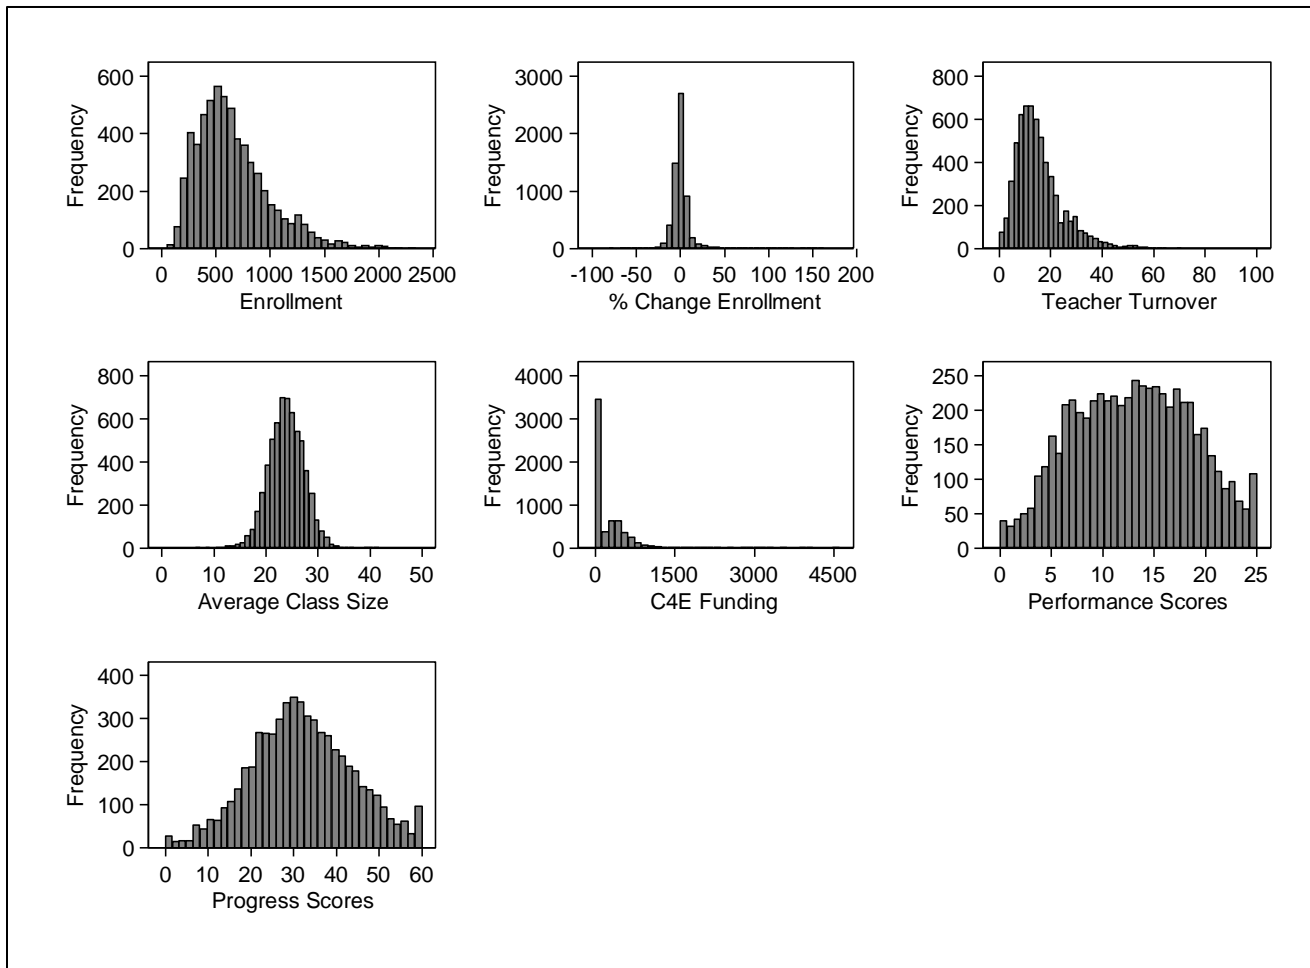 Frequency
600
400
200
0
0 500 1000 1500 2000 2500
Enrollment
Frequency
3000
2000
1000
0
-100 -50 0 50 100 150 200
% Change Enrollment
Frequency
800
600
400
200
0
0 20 40 60 80 100
Teacher Turnover
Frequency
800
600
400
200
0
0 10 20 30 40 50
Average Class Size
Frequency
4000
3000
2000
1000
0
0 1500 3000 4500
C4E Funding
Frequency
250
200
150
100
50
0
0 5 10 15 20 25
Performance Scores
Frequency
400
300
200
100
0
0 10 20 30 40 50 60
Progress Scores